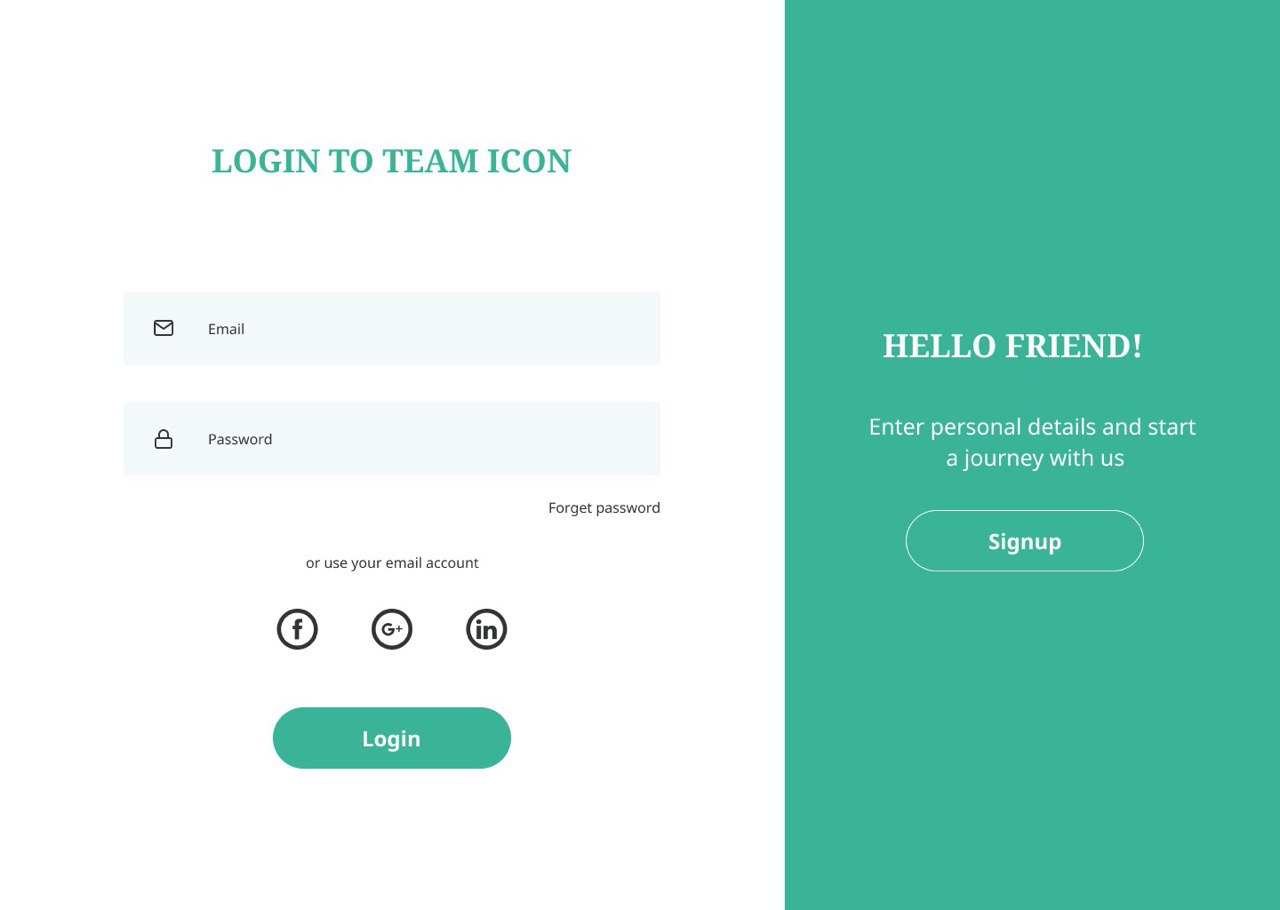 LOGIN TO TEAM ICON
Email
Password
Forget password
or use your email account
f
G+
in
Login
HELLO FRIEND!
Enter personal details and start
a journey with us
Signup